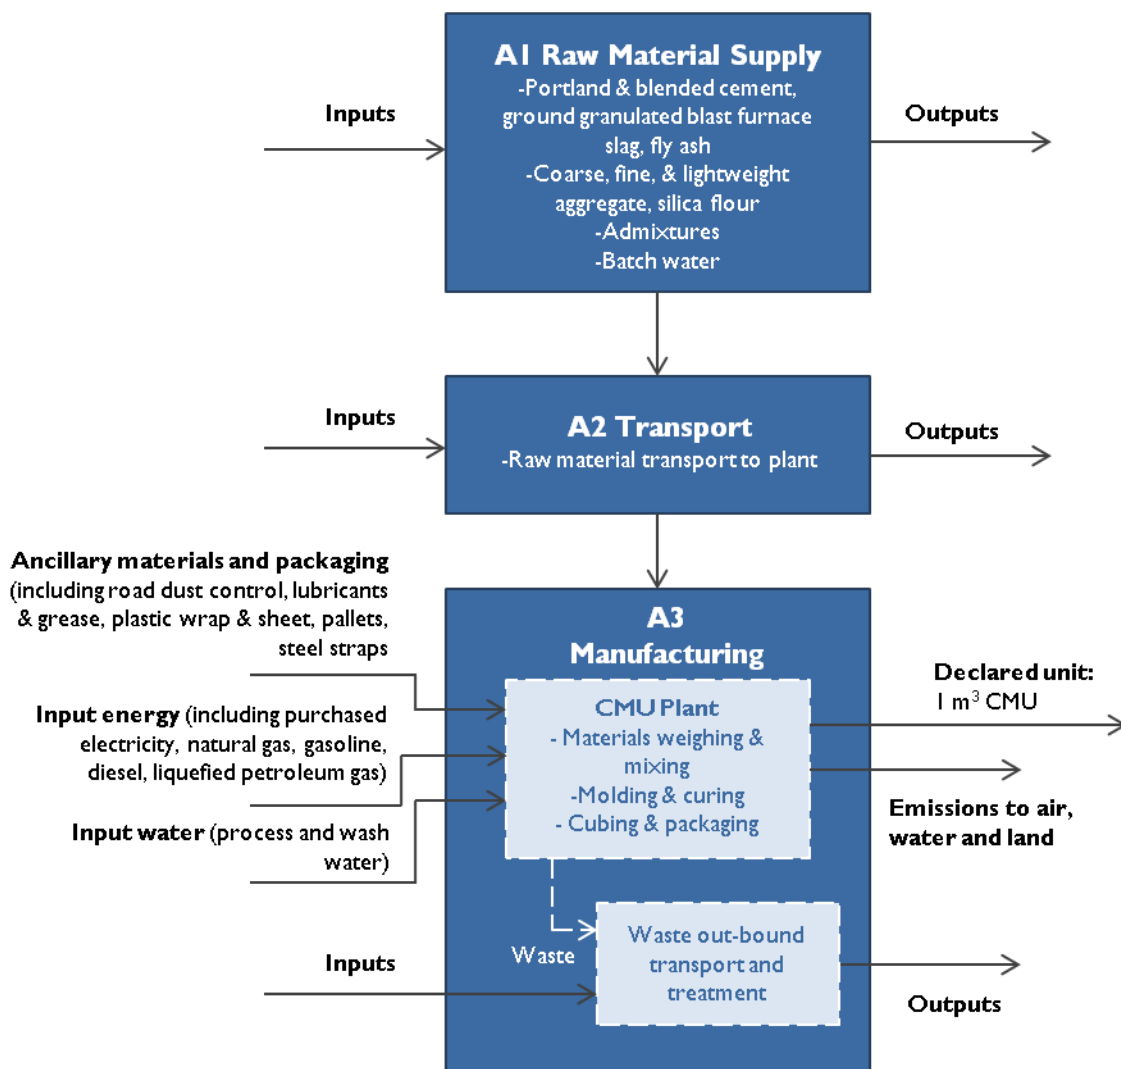 A1 Raw Material Supply
-Portland & blended cement,
ground granulated blast furnace
slag, fly ash
-Coarse, fine, & lightweight
aggregate, silica flour
-Admixtures
-Batch water
Inputs
Outputs
A2 Transport
-Raw material transport to plant
Inputs
Outputs
Ancillary materials and packaging
(including road dust control, lubricants
& grease, plastic wrap & sheet, pallets,
steel straps
Input energy (including purchased
electricity, natural gas, gasoline,
diesel, liquefied petroleum gas)
Input water (process and wash
water)
A3
Manufacturing
CMU Plant
- Materials weighing &
mixing
-Molding & curing
- Cubing & packaging
Declared unit:
1 m³ CMU
Emissions to air,
water and land
Waste
Waste out-bound
transport and
treatment
Inputs
Outputs